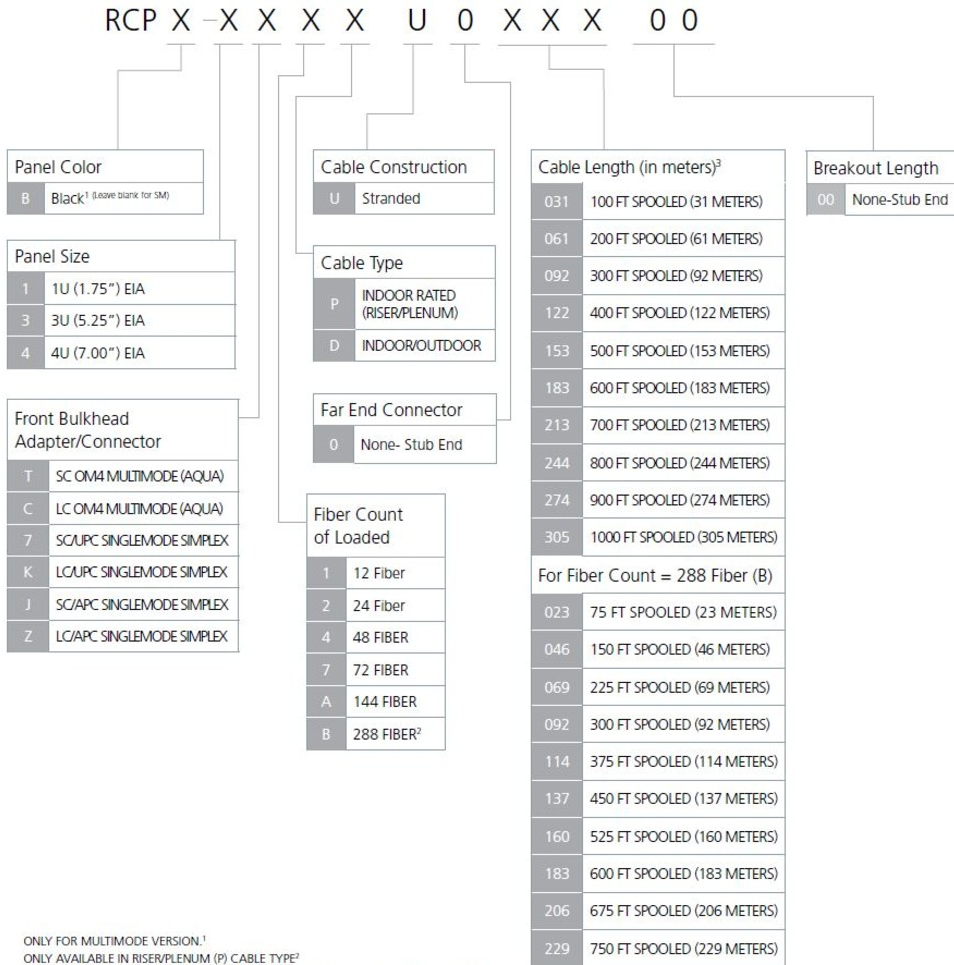 RCP X -X X X X U 0 X X X 0 0
Panel Color
B Black¹ (Leave blank for SM)
Panel Size
1 1U (1.75”) EIA
3 3U (5.25”) EIA
4 4U (7.00”) EIA
Front Bulkhead
Adapter/Connector
T SC OM4 MULTIMODE (AQUA)
C LC OM4 MULTIMODE (AQUA)
7 SC/UPC SINGLEMODE SIMPLEX
K LC/UPC SINGLEMODE SIMPLEX
J SC/APC SINGLEMODE SIMPLEX
Z LC/APC SINGLEMODE SIMPLEX
Cable Construction
U Stranded
Cable Type
P INDOOR RATED
(RISER/PLENUM)
D INDOOR/OUTDOOR
Far End Connector
0 None- Stub End
Fiber Count
of Loaded
1 12 Fiber
2 24 Fiber
4 48 FIBER
7 72 FIBER
A 144 FIBER
B 288 FIBER²
Cable Length (in meters)³
031 100 FT SPOOLED (31 METERS)
061 200 FT SPOOLED (61 METERS)
092 300 FT SPOOLED (92 METERS)
122 400 FT SPOOLED (122 METERS)
153 500 FT SPOOLED (153 METERS)
183 600 FT SPOOLED (183 METERS)
213 700 FT SPOOLED (213 METERS)
244 800 FT SPOOLED (244 METERS)
274 900 FT SPOOLED (274 METERS)
305 1000 FT SPOOLED (305 METERS)
For Fiber Count = 288 Fiber (B)
023 75 FT SPOOLED (23 METERS)
046 150 FT SPOOLED (46 METERS)
069 225 FT SPOOLED (69 METERS)
092 300 FT SPOOLED (92 METERS)
114 375 FT SPOOLED (114 METERS)
137 450 FT SPOOLED (137 METERS)
160 525 FT SPOOLED (160 METERS)
183 600 FT SPOOLED (183 METERS)
206 675 FT SPOOLED (206 METERS)
229 750 FT SPOOLED (229 METERS)
Breakout Length
00 None-Stub End
ONLY FOR MULTIMODE VERSION.¹
ONLY AVAILABLE IN RISER/PLENUM (P) CABLE TYPE²